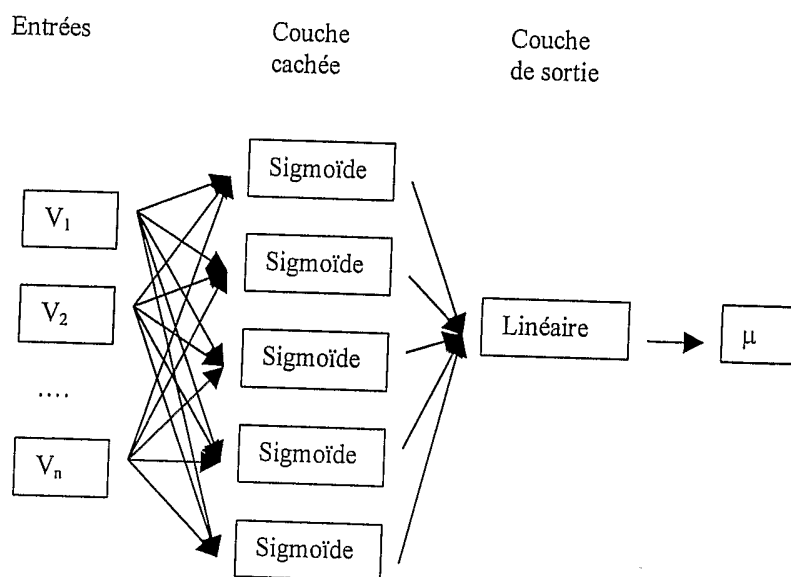 Entrées
Couche
cachée
Couche
de sortie
V1
V2
....
Vn
Sigmoïde
Sigmoïde
Sigmoïde
Sigmoïde
Sigmoïde
Linéaire
μ